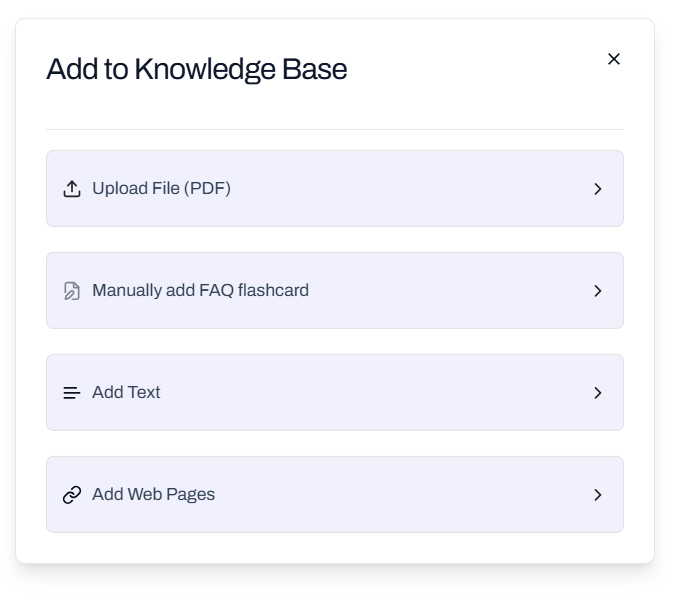 Add to Knowledge Base
Upload File (PDF)
Manually add FAQ flashcard
Add Text
Add Web Pages